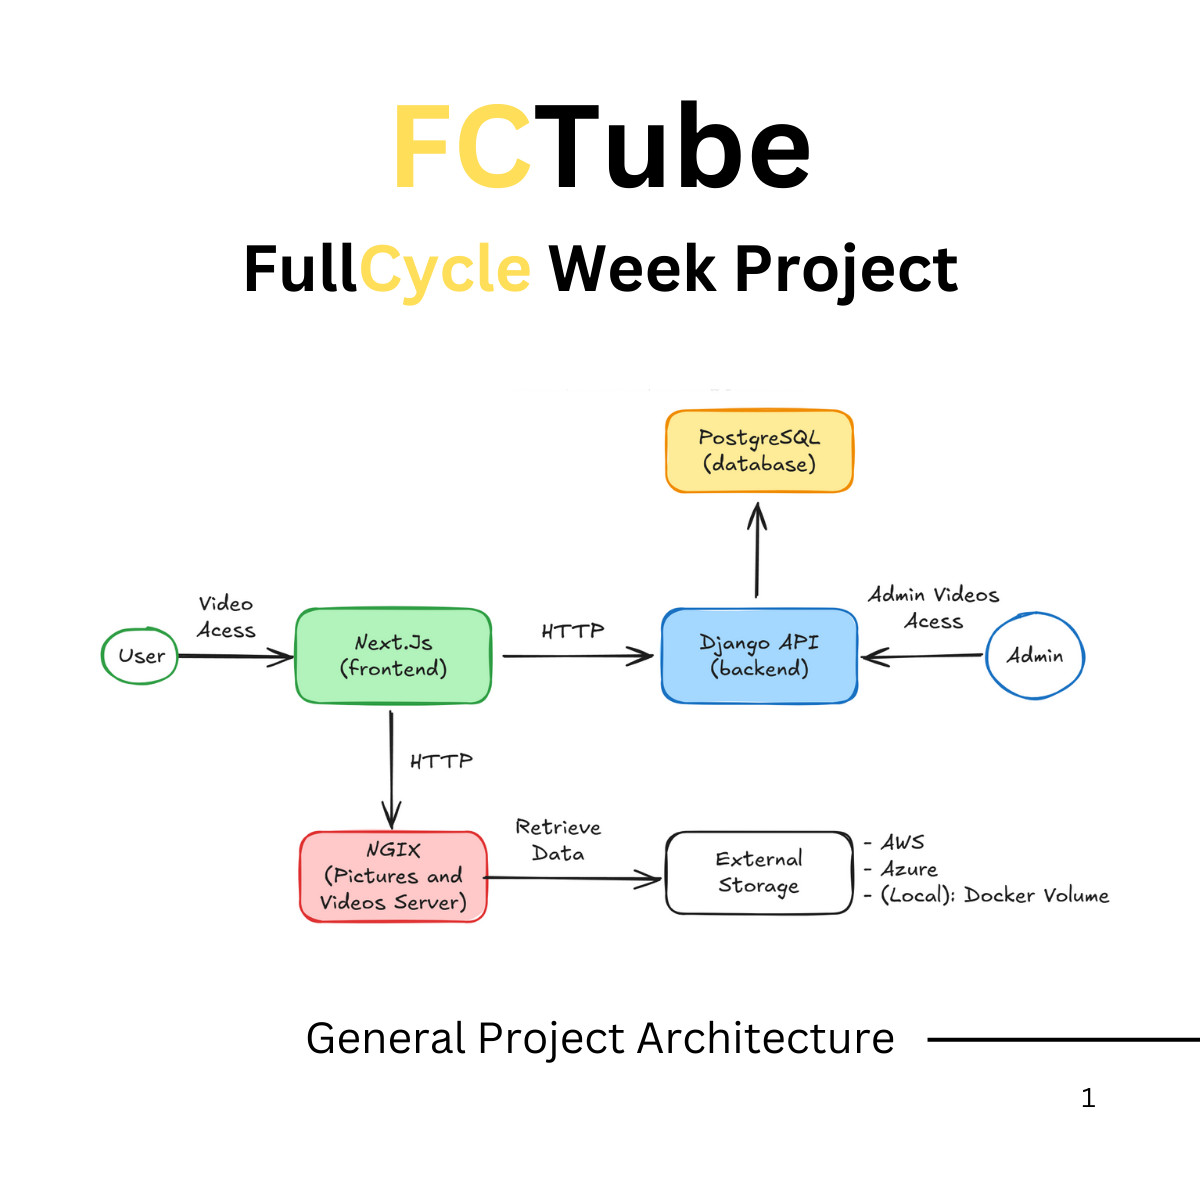 FCTube
FullCycle Week Project
PostgreSQL
(database)
Video
Acess
User
Next.Js
(frontend)
HTTP
Django API
(backend)
Admin Videos
Acess
Admin
HTTP
NGIX
(Pictures and
Videos Server)
Retrieve
Data
External
Storage
- AWS
- Azure
- (Local): Docker Volume
General Project Architecture
1